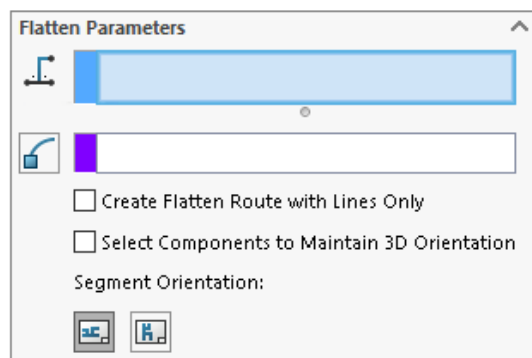 Flatten Parameters
Create Flatten Route with Lines Only
Select Components to Maintain 3D Orientation
Segment Orientation: